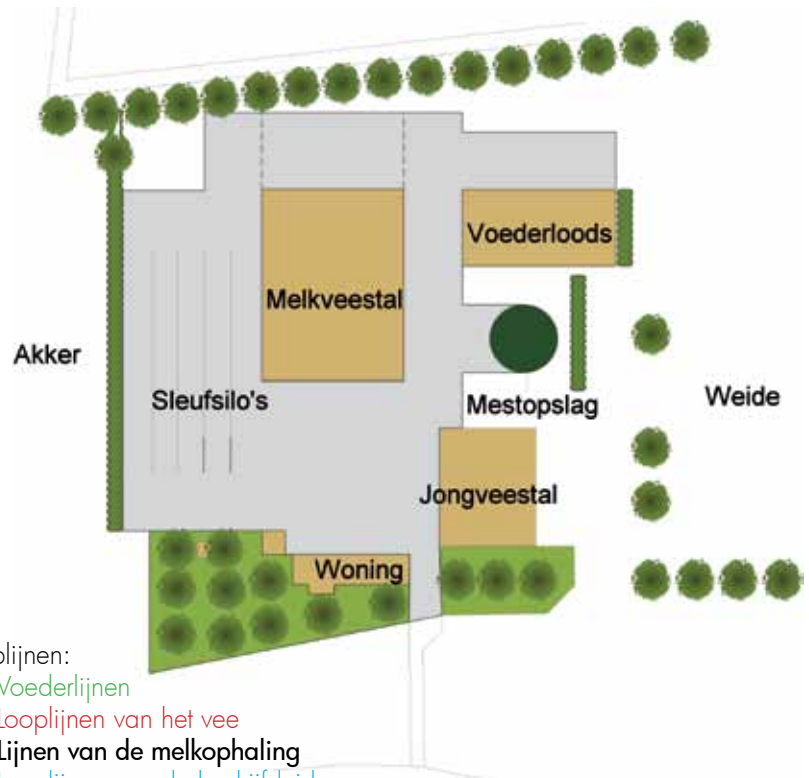 Voederloods
Melkveestal
Akker
Sleufsilo's
Mestopslag
Weide
Jongveestal
Woning
Voederlijnen
Looplijnen van het vee
Lijnen van de melkophaling